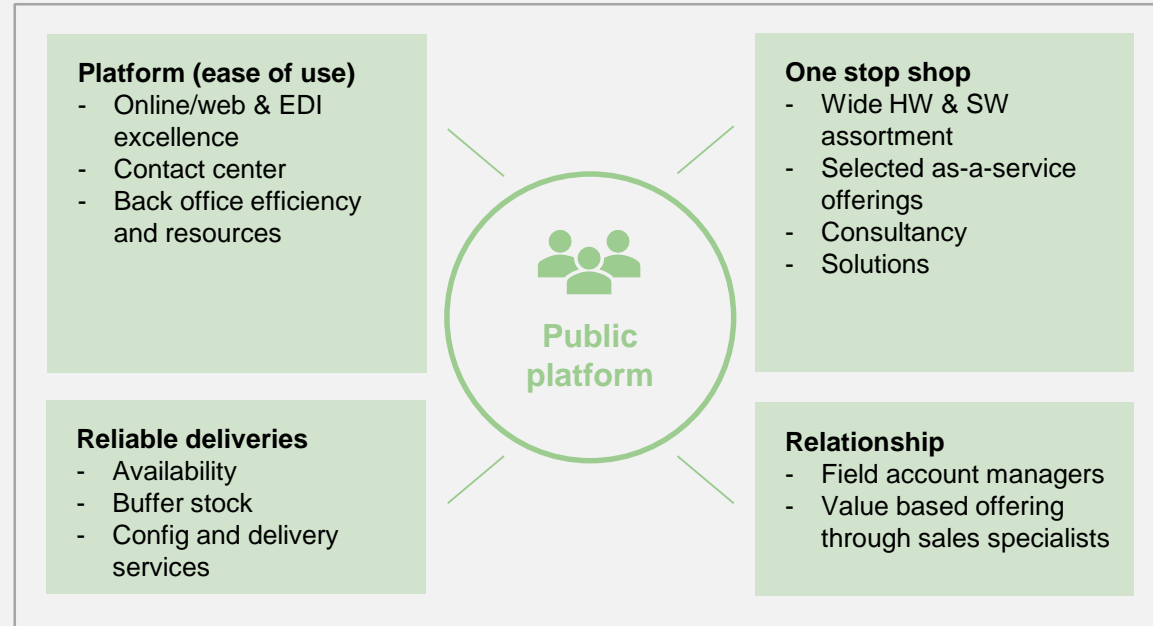 Platform (ease of use)
- Online/web & EDI
excellence
- Contact center
- Back office efficiency
and resources
One stop shop
- Wide HW & SW
assortment
- Selected as-a-service
offerings
- Consultancy
- Solutions
Public
platform
Reliable deliveries
- Availability
- Buffer stock
- Config and delivery
services
Relationship
- Field account managers
- Value based offering
through sales specialists